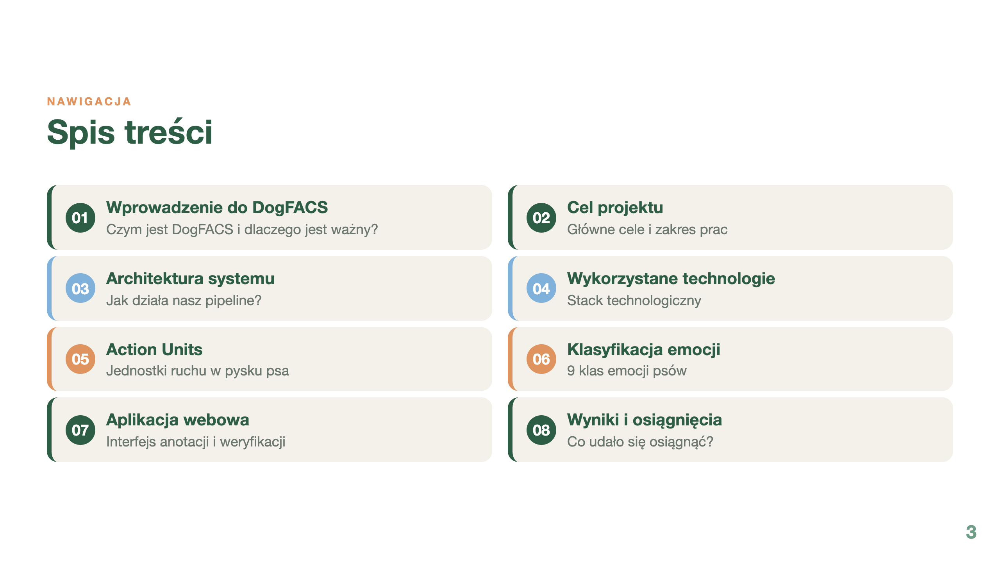 NAWIGACJA
Spis treści
01
Wprowadzenie do DogFACS
Czym jest DogFACS i dlaczego jest ważny?
02
Cel projektu
Główne cele i zakres prac
03
Architektura systemu
Jak działa nasz pipeline?
04
Wykorzystane technologie
Stack technologiczny
05
Action Units
Jednostki ruchu w pysku psa
06
Klasyfikacja emocji
9 klas emocji psów
07
Aplikacja webowa
Interfejs anotacji i weryfikacji
08
Wyniki i osiągnięcia
Co udało się osiągnąć?
3